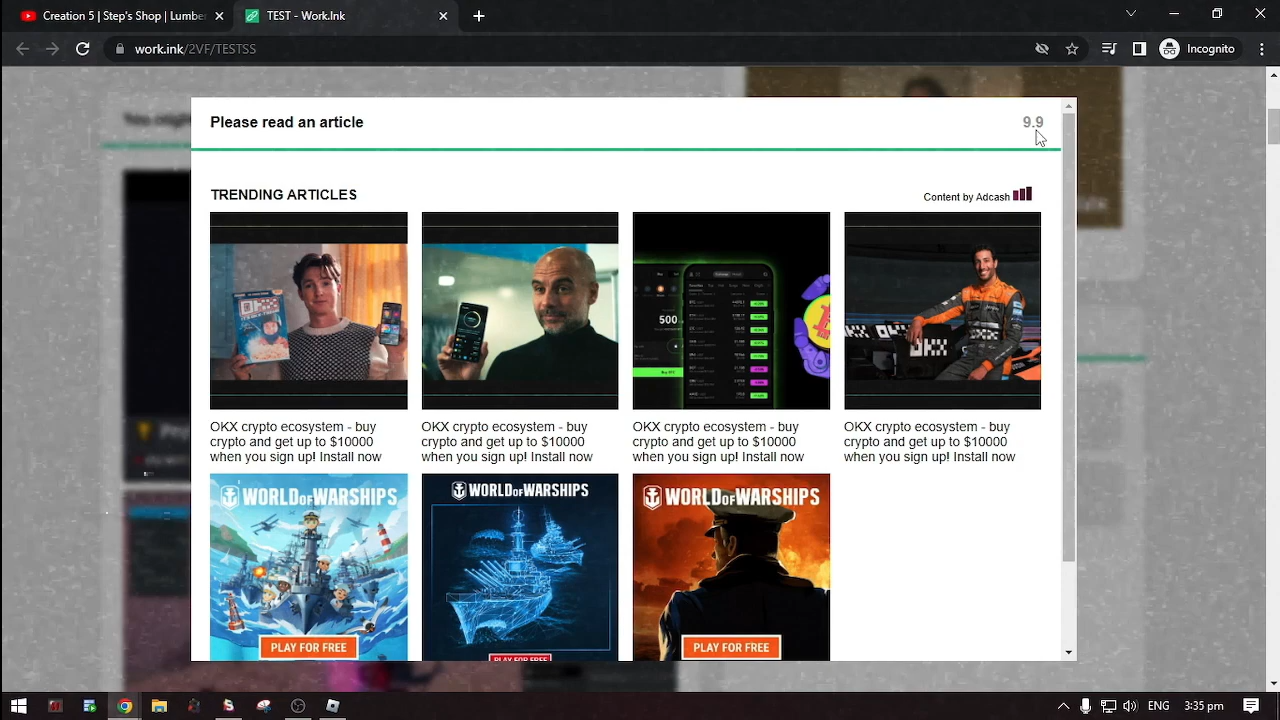 Creation 5 | Step's Shop | Lumber
TEST - Work.Ink
work.ink/2VF/TESTSS
Incognito
Please read an article
9.9
TRENDING ARTICLES
Content by Adcash
OKX crypto ecosystem - buy
crypto and get up to $10000
when you sign up! Install now
OKX crypto ecosystem - buy
crypto and get up to $10000
when you sign up! Install now
OKX crypto ecosystem - buy
crypto and get up to $10000
when you sign up! Install now
OKX crypto ecosystem - buy
crypto and get up to $10000
when you sign up! Install now
WORLD OF WARSHIPS
PLAY FOR FREE
WORLD OF WARSHIPS
PLAY FOR FREE
WORLD OF WARSHIPS
PLAY FOR FREE
ENG
3:35 pm